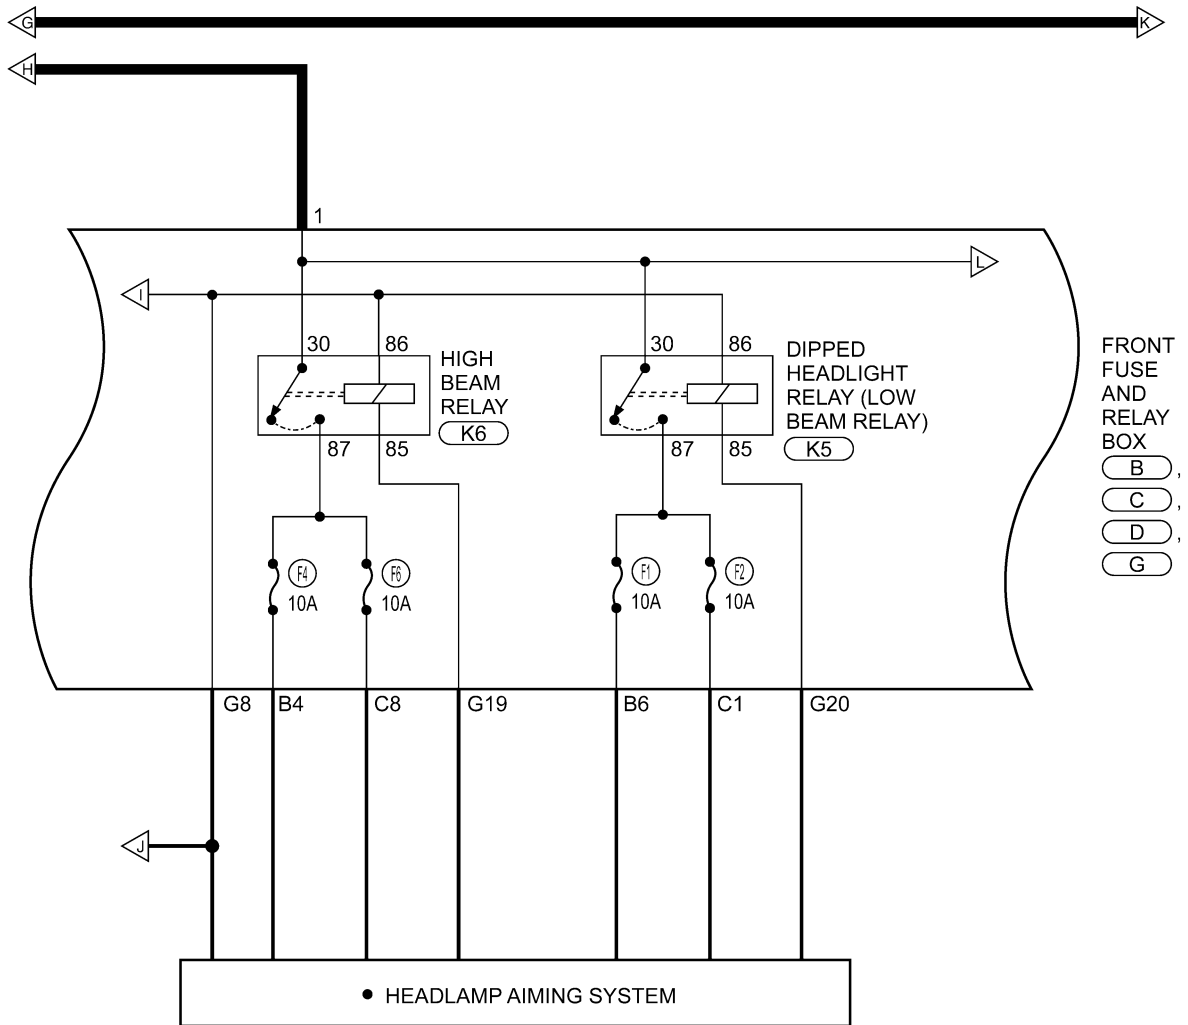 G
K
H
1
L
I
30
86
HIGH
BEAM
RELAY
K6
87
85
30
86
DIPPED
HEADLIGHT
RELAY (LOW
BEAM RELAY)
K5
87
85
FRONT
FUSE
AND
RELAY
BOX
B ,
C ,
D ,
G
F4
10A
F6
10A
F1
10A
F2
10A
G8
B4
C8
G19
B6
C1
G20
J
● HEADLAMP AIMING SYSTEM